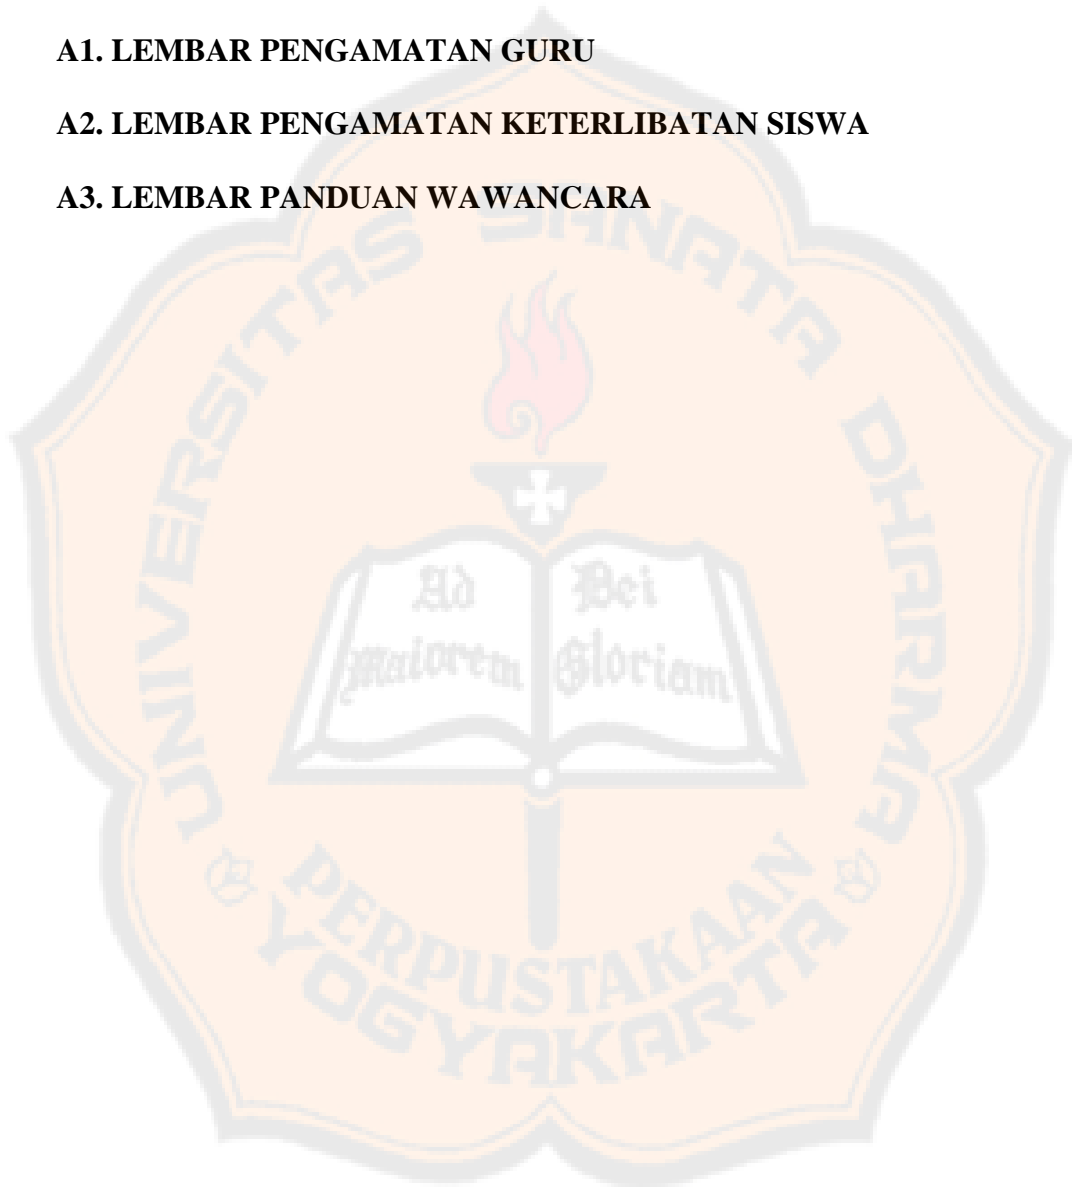 A1. LEMBAR PENGAMATAN GURU
A2. LEMBAR PENGAMATAN KETERLIBATAN SISWA
A3. LEMBAR PANDUAN WAWANCARA
UNIVERSITAS SANATA DHARMA
Ad Dei
maiorem Gloriam
PERPUSTAKAAN
YOGYAKARTA